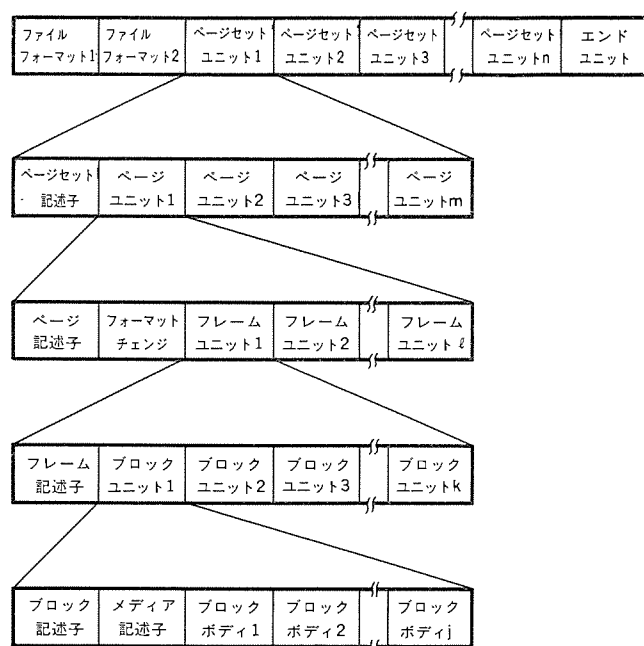 ファイル
フォーマット1
ファイル
フォーマット2
ページセット
ユニット1
ページセット
ユニット2
ページセット
ユニット3
ページセット
ユニットn
エンド
ユニット
ページセット
記述子
ページ
ユニット1
ページ
ユニット2
ページ
ユニット3
ページ
ユニットm
ページ
記述子
フォーマット
チェンジ
フレーム
ユニット1
フレーム
ユニット2
フレーム
ユニットℓ
フレーム
記述子
ブロック
ユニット1
ブロック
ユニット2
ブロック
ユニット3
ブロック
ユニットk
ブロック
記述子
メディア
記述子
ブロック
ボディ1
ブロック
ボディ2
ブロック
ボディj